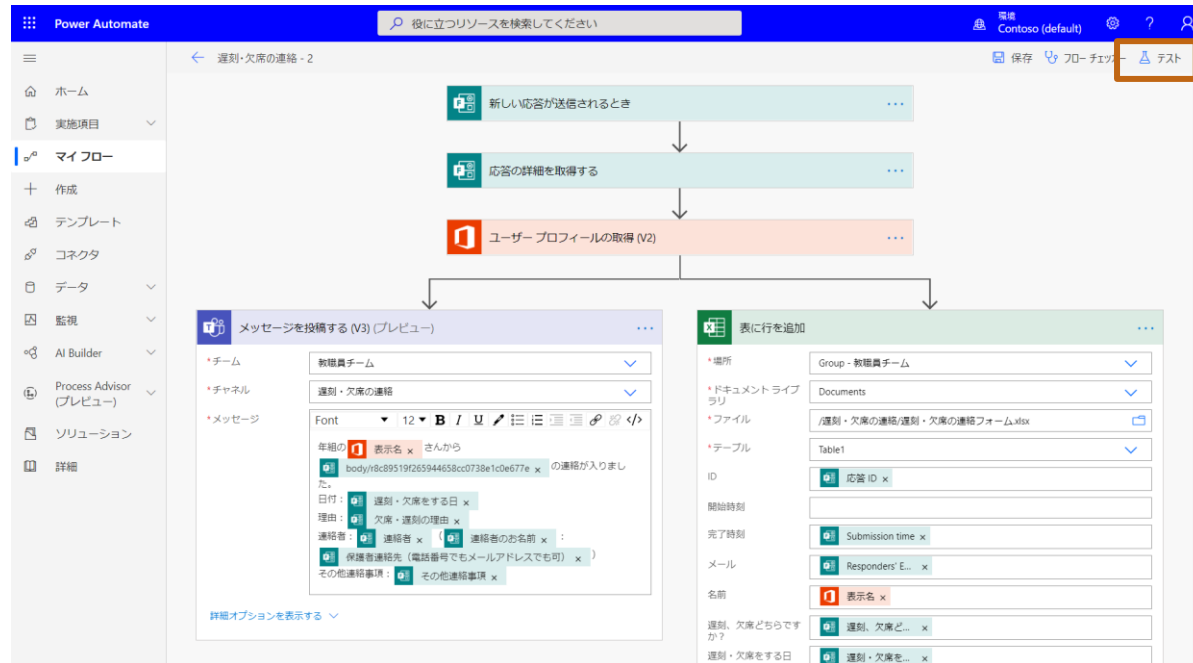 Power Automate
役に立つリソースを検索してください
環境
Contoso (default)
?
遅刻・欠席の連絡 - 2
保存
フロー チェッカー
テスト
ホーム
実施項目
マイ フロー
作成
テンプレート
コネクタ
データ
監視
AI Builder
Process Advisor
(プレビュー)
ソリューション
詳細
新しい応答が送信されるとき
応答の詳細を取得する
ユーザー プロフィールの取得 (V2)
メッセージを投稿する (V3) (プレビュー)
*チーム
教職員チーム
*チャネル
遅刻・欠席の連絡
*メッセージ
Font 12 B I U </>
年組の 表示名 x さんから
body/r8c89519f265944658cc0738e1c0e677e x の連絡が入りまし
た。
日付: 遅刻・欠席をする日 x
理由: 欠席・遅刻の理由 x
連絡者: 連絡者 x ( 連絡者のお名前 x :
保護者連絡先（電話番号でもメールアドレスでも可） x )
その他連絡事項: その他連絡事項 x
詳細オプションを表示する
表に行を追加
*場所
Group - 教職員チーム
*ドキュメント ライブ
ラリ
Documents
*ファイル
/遅刻・欠席の連絡/遅刻・欠席の連絡フォーム.xlsx
*テーブル
Table1
ID
応答 ID x
開始時刻
完了時刻
Submission time x
メール
Responders' E... x
名前
表示名 x
遅刻、欠席どちらです
か?
遅刻、欠席ど... x
遅刻・欠席をする日
遅刻・欠席を... x